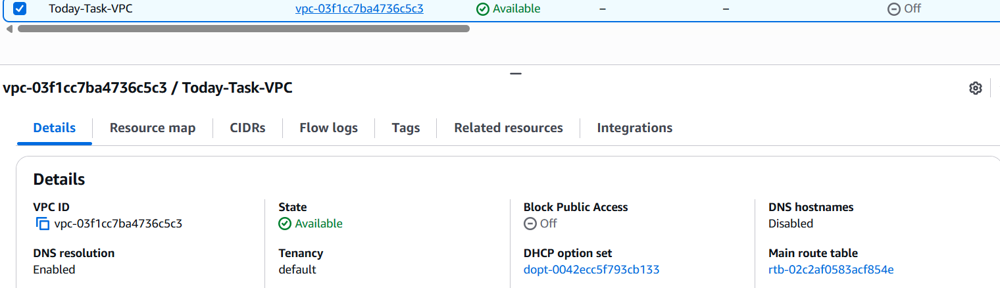 Today-Task-VPC vpc-03f1cc7ba4736c5c3 Available – – Off
vpc-03f1cc7ba4736c5c3 / Today-Task-VPC
Details Resource map CIDRs Flow logs Tags Related resources Integrations
Details
VPC ID State Block Public Access DNS hostnames
vpc-03f1cc7ba4736c5c3 Available Off Disabled
DNS resolution Tenancy DHCP option set Main route table
Enabled default dopt-0042ecc5f793cb133 rtb-02c2af0583acf854e